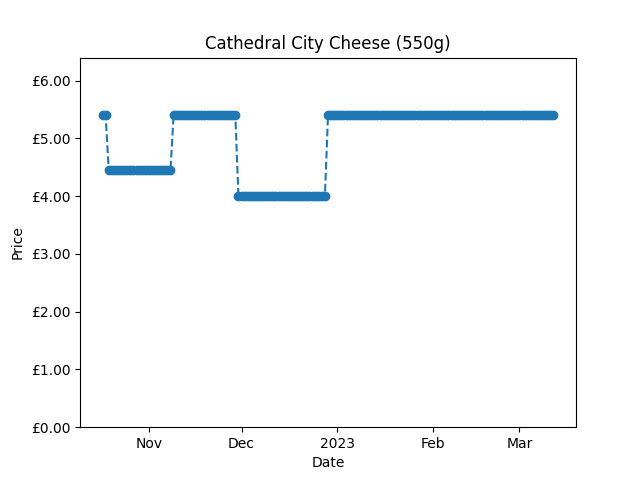 Cathedral City Cheese (550g)
£6.00
£5.00
£4.00
£3.00
£2.00
£1.00
£0.00
Price
Nov Dec 2023 Feb Mar
Date